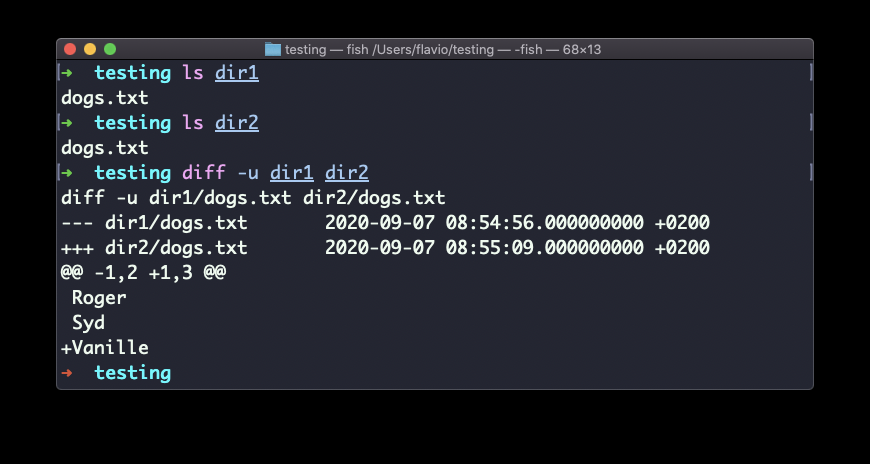 testing — fish /Users/flavio/testing — -fish — 68×13
➜  testing ls dir1
dogs.txt
➜  testing ls dir2
dogs.txt
➜  testing diff -u dir1 dir2
diff -u dir1/dogs.txt dir2/dogs.txt
--- dir1/dogs.txt       2020-09-07 08:54:56.000000000 +0200
+++ dir2/dogs.txt       2020-09-07 08:55:09.000000000 +0200
@@ -1,2 +1,3 @@
 Roger
 Syd
+Vanille
➜  testing